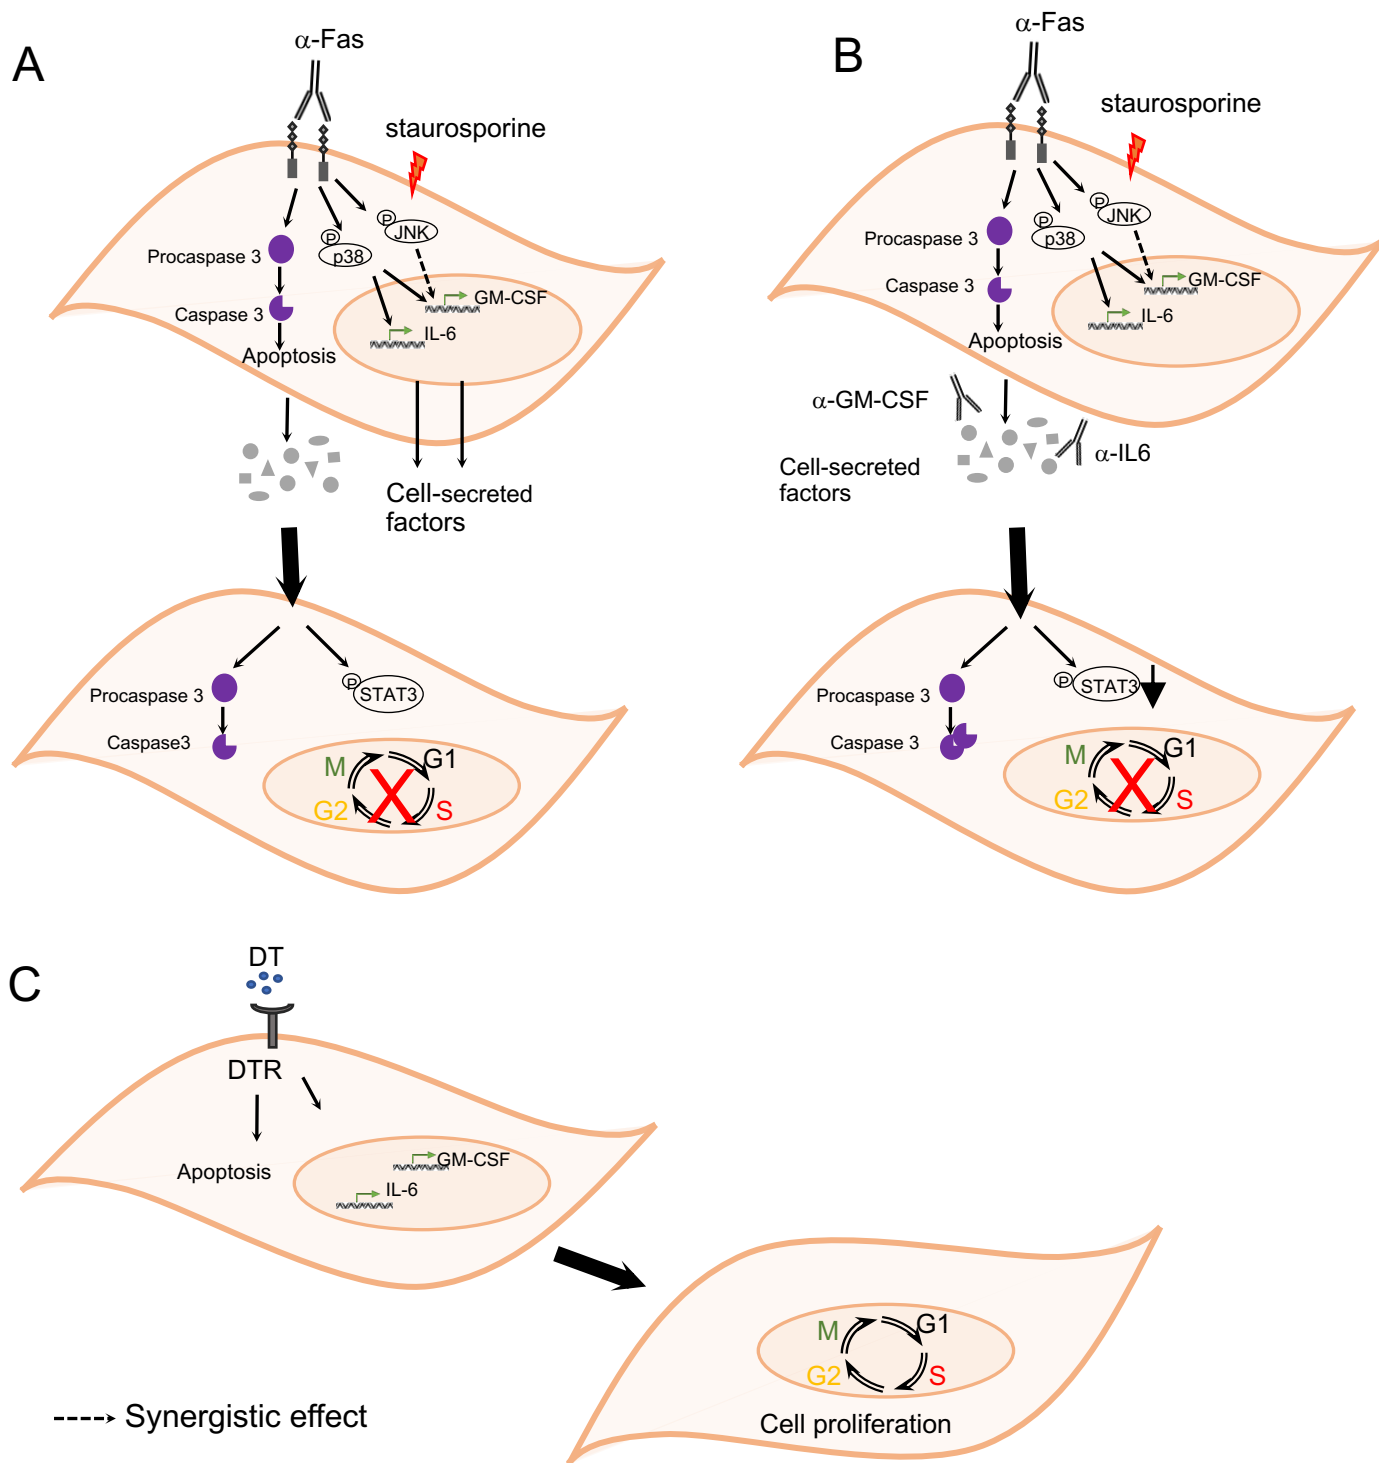 A
α-Fas
staurosporine
P
JNK
P
p38
Procaspase 3
Caspase 3
Apoptosis
GM-CSF
IL-6
Cell-secreted
factors
Procaspase 3
Caspase3
P
STAT3
M
G1
G2
S
B
α-Fas
staurosporine
P
JNK
P
p38
Procaspase 3
Caspase 3
Apoptosis
GM-CSF
IL-6
α-GM-CSF
α-IL6
Cell-secreted
factors
Procaspase 3
Caspase 3
P
STAT3
M
G1
G2
S
C
DT
DTR
Apoptosis
GM-CSF
IL-6
M
G1
G2
S
Cell proliferation
Synergistic effect